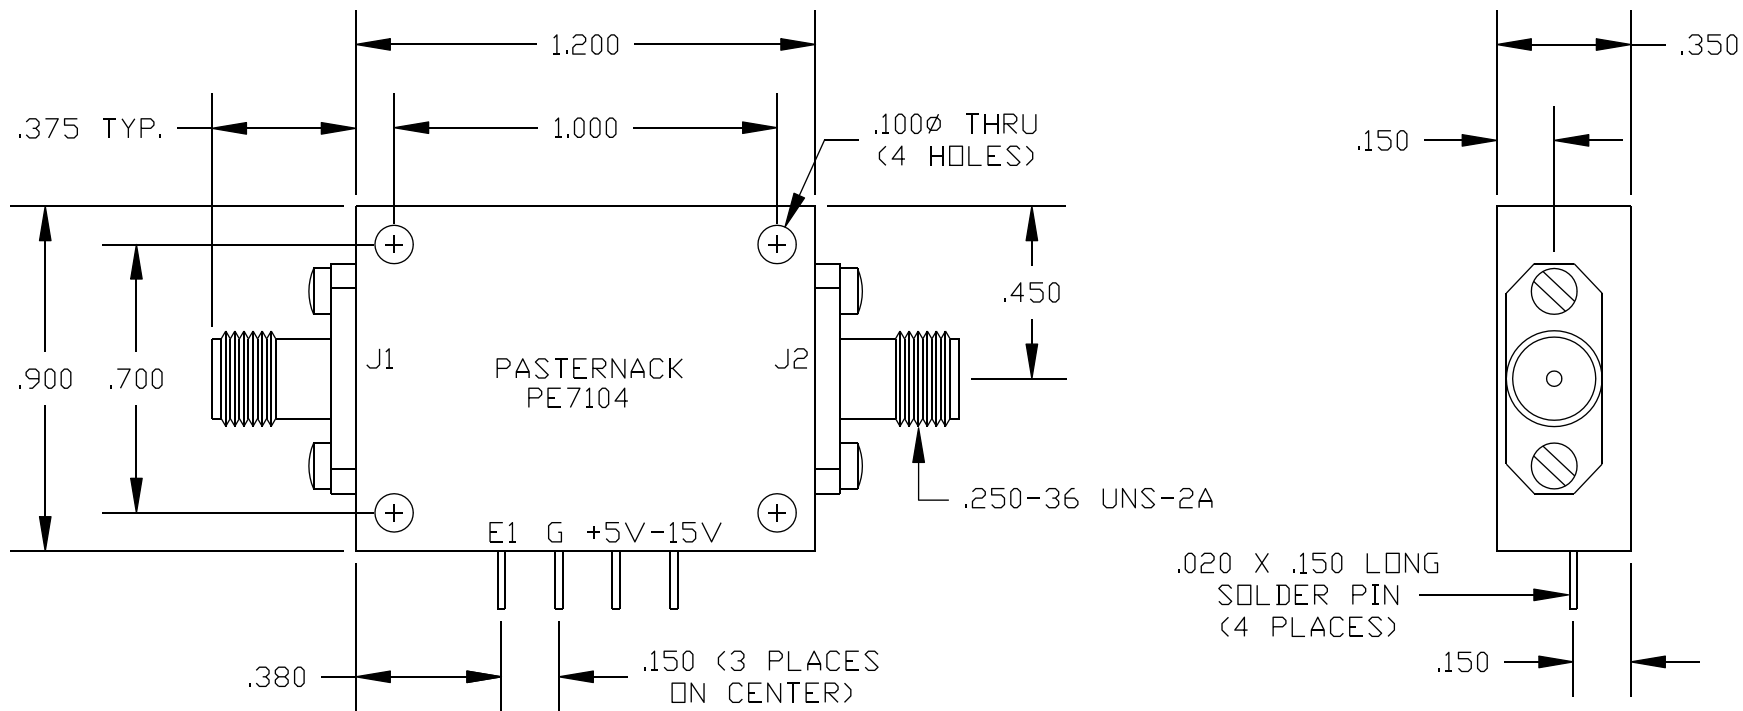 1.200
.350
.375 TYP.
1.000
.100Ø THRU
(4 HOLES)
.150
.450
J1
J2
.900
.700
PASTERNACK
PE7104
.250-36 UNS-2A
E1 G +5V-15V
.020 X .150 LONG
SOLDER PIN
(4 PLACES)
.380
.150 (3 PLACES
ON CENTER)
.150